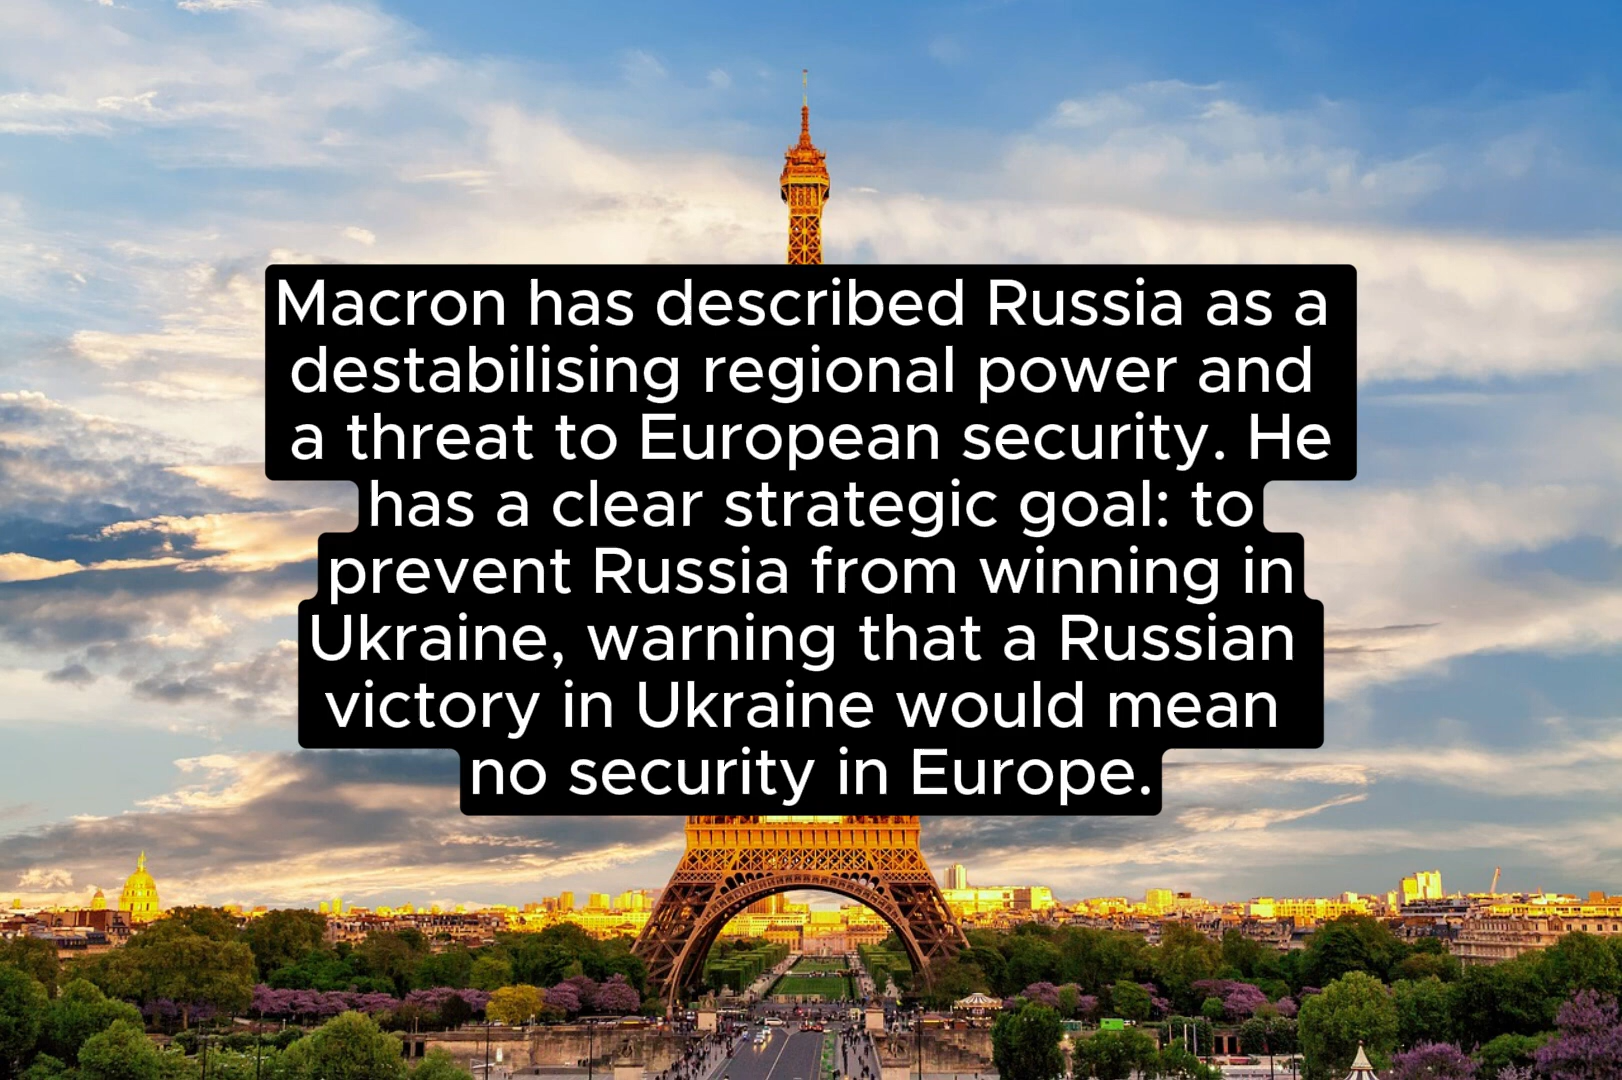 Macron has described Russia as a
destabilising regional power and
a threat to European security. He
has a clear strategic goal: to
prevent Russia from winning in
Ukraine, warning that a Russian
victory in Ukraine would mean
no security in Europe.